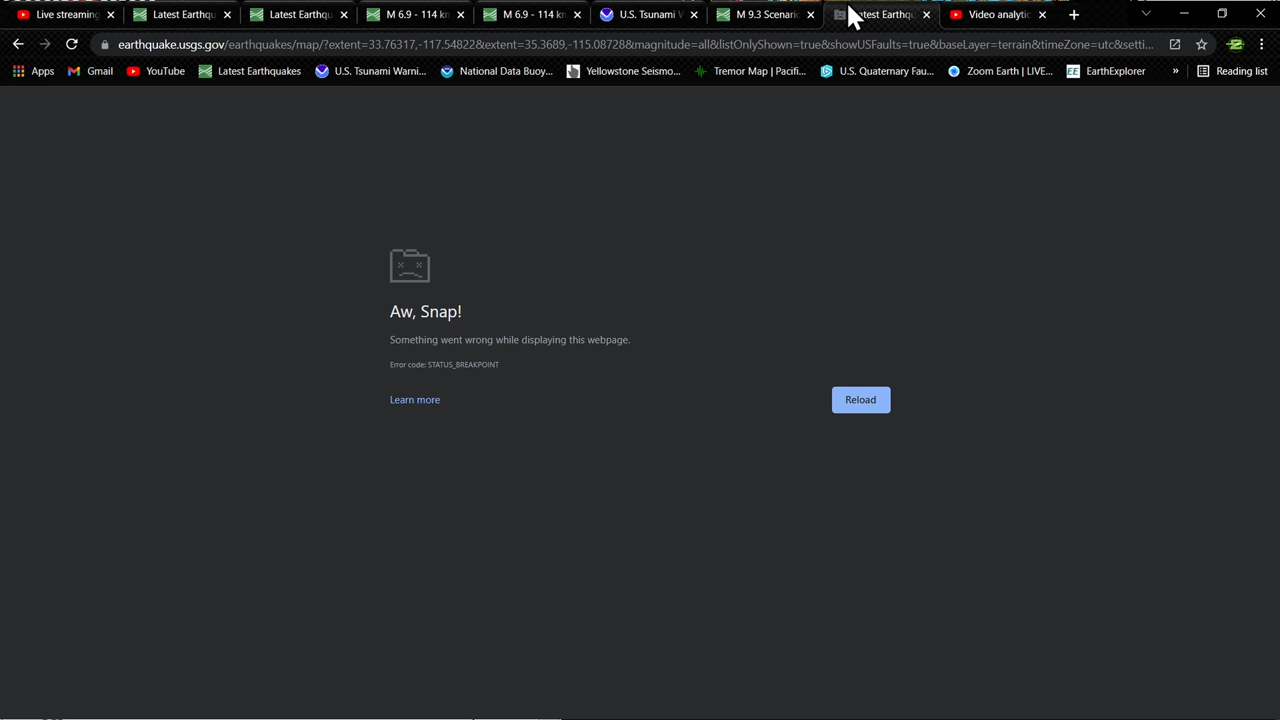 Live streaming
Latest Earthqu
Latest Earthqu
M 6.9 - 114 kn
M 6.9 - 114 kn
U.S. Tsunami W
M 9.3 Scenari
atest Earthqu
Video analytic
earthquake.usgs.gov/earthquakes/map/?extent=33.76317,-117.54822&extent=35.3689,-115.08728&magnitude=all&listOnlyShown=true&showUSFaults=true&baseLayer=terrain&timeZone=utc&setti...
Apps
Gmail
YouTube
Latest Earthquakes
U.S. Tsunami Warni...
National Data Buoy...
Yellowstone Seismo...
Tremor Map | Pacifi...
U.S. Quaternary Fau...
Zoom Earth | LIVE...
EE EarthExplorer
»
Reading list
Aw, Snap!
Something went wrong while displaying this webpage.
Error code: STATUS_BREAKPOINT
Learn more
Reload